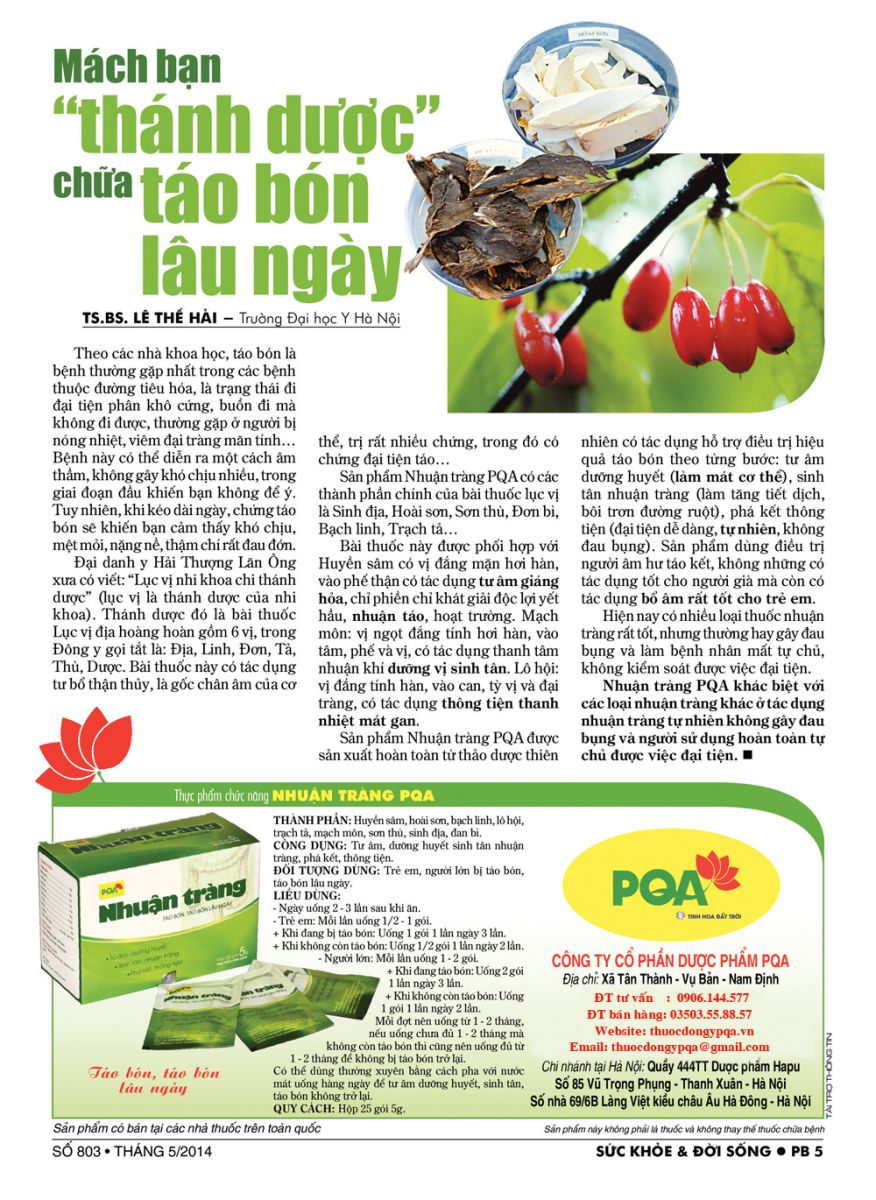 HOÀI SƠN
HUYỀN SÂM
Mách bạn
“thánh dược”
chữa táo bón
lâu ngày
TS.BS. LÊ THẾ HÀI – Trường Đại học Y Hà Nội
Theo các nhà khoa học, táo bón là
bệnh thường gặp nhất trong các bệnh
thuộc đường tiêu hóa, là trạng thái đi
đại tiện phân khô cứng, buồn đi mà
không đi được, thường gặp ở người bị
nóng nhiệt, viêm đại tràng mãn tính…
Bệnh này có thể diễn ra một cách âm
thầm, không gây khó chịu nhiều, trong
giai đoạn đầu khiến bạn không để ý.
Tuy nhiên, khi kéo dài ngày, chứng táo
bón sẽ khiến bạn cảm thấy khó chịu,
mệt mỏi, nặng nề, thậm chí rất đau đớn.
Đại danh y Hải Thượng Lãn Ông
xưa có viết: “Lục vị nhi khoa chi thánh
dược” (lục vị là thánh dược của nhi
khoa). Thánh dược đó là bài thuốc
Lục vị địa hoàng hoàn gồm 6 vị, trong
Đông y gọi tắt là: Địa, Linh, Đơn, Tả,
Thù, Dược. Bài thuốc này có tác dụng
tư bổ thận thủy, là gốc chân âm của cơ
thể, trị rất nhiều chứng, trong đó có
chứng đại tiện táo…
Sản phẩm Nhuận tràng PQA có các
thành phần chính của bài thuốc lục vị
là Sinh địa, Hoài sơn, Sơn thù, Đơn bì,
Bạch linh, Trạch tả…
Bài thuốc này được phối hợp với
Huyền sâm có vị đắng mặn hơi hàn,
vào phế thận có tác dụng tư âm giáng
hỏa, chỉ phiền chỉ khát giải độc lợi yết
hầu, nhuận táo, hoạt trường. Mạch
môn: vị ngọt đắng tính hơi hàn, vào
tâm, phế và vị, có tác dụng thanh tâm
nhuận khí dưỡng vị sinh tân. Lô hội:
vị đắng tính hàn, vào can, tỳ vị và đại
tràng, có tác dụng thông tiện thanh
nhiệt mát gan.
Sản phẩm Nhuận tràng PQA được
sản xuất hoàn toàn từ thảo dược thiên
nhiên có tác dụng hỗ trợ điều trị hiệu
quả táo bón theo từng bước: tư âm
dưỡng huyết (làm mát cơ thể), sinh
tân nhuận tràng (làm tăng tiết dịch,
bôi trơn đường ruột), phá kết thông
tiện (đại tiện dễ dàng, tự nhiên, không
đau bụng). Sản phẩm dùng điều trị
người âm hư táo kết, không những có
tác dụng tốt cho người già mà còn có
tác dụng bổ âm rất tốt cho trẻ em.
Hiện nay có nhiều loại thuốc nhuận
tràng rất tốt, nhưng thường hay gây đau
bụng và làm bệnh nhân mất tự chủ,
không kiểm soát được việc đại tiện.
Nhuận tràng PQA khác biệt với
các loại nhuận tràng khác ở tác dụng
nhuận tràng tự nhiên không gây đau
bụng và người sử dụng hoàn toàn tự
chủ được việc đại tiện. ■
Thực phẩm chức năng NHUẬN TRÀNG PQA
PQA
Nhuận tràng
TÁO BÓN, TÁO BÓN LÂU NGÀY
- Tư âm, dưỡng huyết
- Sinh tân, nhuận tràng
- Phá kết, thông tiện
Nhuận tràng
Táo bón, táo bón
lâu ngày
THÀNH PHẦN: Huyền sâm, hoài sơn, bạch linh, lô hội,
trạch tả, mạch môn, sơn thù, sinh địa, đan bì.
CÔNG DỤNG: Tư âm, dưỡng huyết sinh tân nhuận
tràng, phá kết, thông tiện.
ĐỐI TƯỢNG DÙNG: Trẻ em, người lớn bị táo bón,
táo bón lâu ngày.
LIỀU DÙNG:
- Ngày uống 2 - 3 lần sau khi ăn.
- Trẻ em: Mỗi lần uống 1/2 - 1 gói.
+ Khi đang bị táo bón: Uống 1 gói 1 lần ngày 3 lần.
+ Khi không còn táo bón: Uống 1/2 gói 1 lần ngày 2 lần.
- Người lớn: Mỗi lần uống 1 - 2 gói.
+ Khi đang táo bón: Uống 2 gói
1 lần ngày 3 lần.
+ Khi không còn táo bón: Uống
1 gói 1 lần ngày 2 lần.
Mỗi đợt nên uống từ 1 - 2 tháng,
nếu uống chưa đủ 1 - 2 tháng mà
không còn táo bón thì cũng nên uống đủ từ
1 - 2 tháng để không bị táo bón trở lại.
Có thể dùng thường xuyên bằng cách pha với nước
mát uống hàng ngày để tư âm dưỡng huyết, sinh tân,
táo bón không trở lại.
QUY CÁCH: Hộp 25 gói 5g.
PQA
TINH HOA ĐẤT TRỜI
CÔNG TY CỔ PHẦN DƯỢC PHẨM PQA
Địa chỉ: Xã Tân Thành - Vụ Bản - Nam Định
ĐT tư vấn : 0906.144.577
ĐT bán hàng: 03503.55.88.57
Website: thuocdongypqa.vn
Email: thuocdongypqa@gmail.com
Chi nhánh tại Hà Nội: Quầy 444TT Dược phẩm Hapu
Số 85 Vũ Trọng Phụng - Thanh Xuân - Hà Nội
Số nhà 69/6B Làng Việt kiều châu Âu Hà Đông - Hà Nội
TÀI TRỢ THÔNG TIN
Sản phẩm có bán tại các nhà thuốc trên toàn quốc
Sản phẩm này không phải là thuốc và không thay thế thuốc chữa bệnh
SỐ 803 • THÁNG 5/2014
SỨC KHỎE & ĐỜI SỐNG ● PB 5